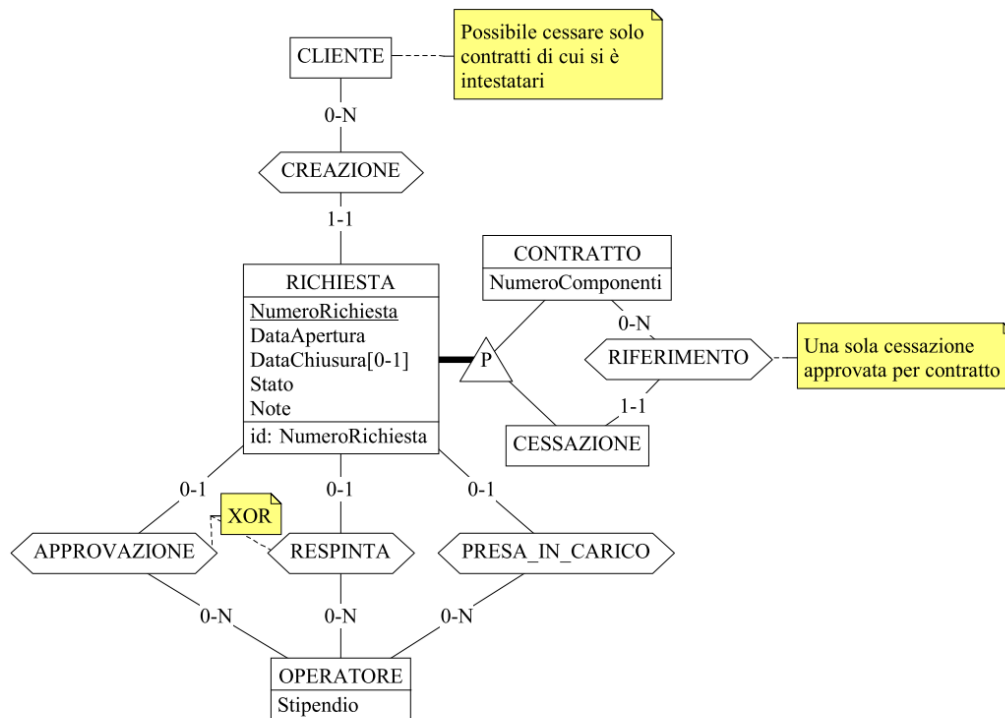 CLIENTE
Possibile cessare solo
contratti di cui si è
intestatari
0-N
CREAZIONE
1-1
RICHIESTA
NumeroRichiesta
DataApertura
DataChiusura[0-1]
Stato
Note
id: NumeroRichiesta
P
CONTRATTO
NumeroComponenti
0-N
RIFERIMENTO
1-1
CESSAZIONE
Una sola cessazione
approvata per contratto
0-1
0-1
0-1
XOR
APPROVAZIONE
RESPINTA
PRESA_IN_CARICO
0-N
0-N
0-N
OPERATORE
Stipendio